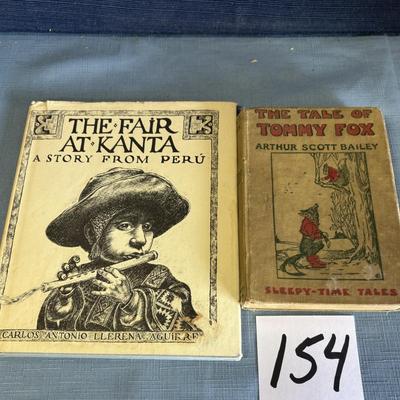 THE·FAIR
AT·KANTA
A STORY FROM PERÚ
CARLOS ANTONIO LLERENA AGUIRRE
THE TALE OF
TOMMY FOX
ARTHUR SCOTT BAILEY
SLEEPY-TIME TALES
154